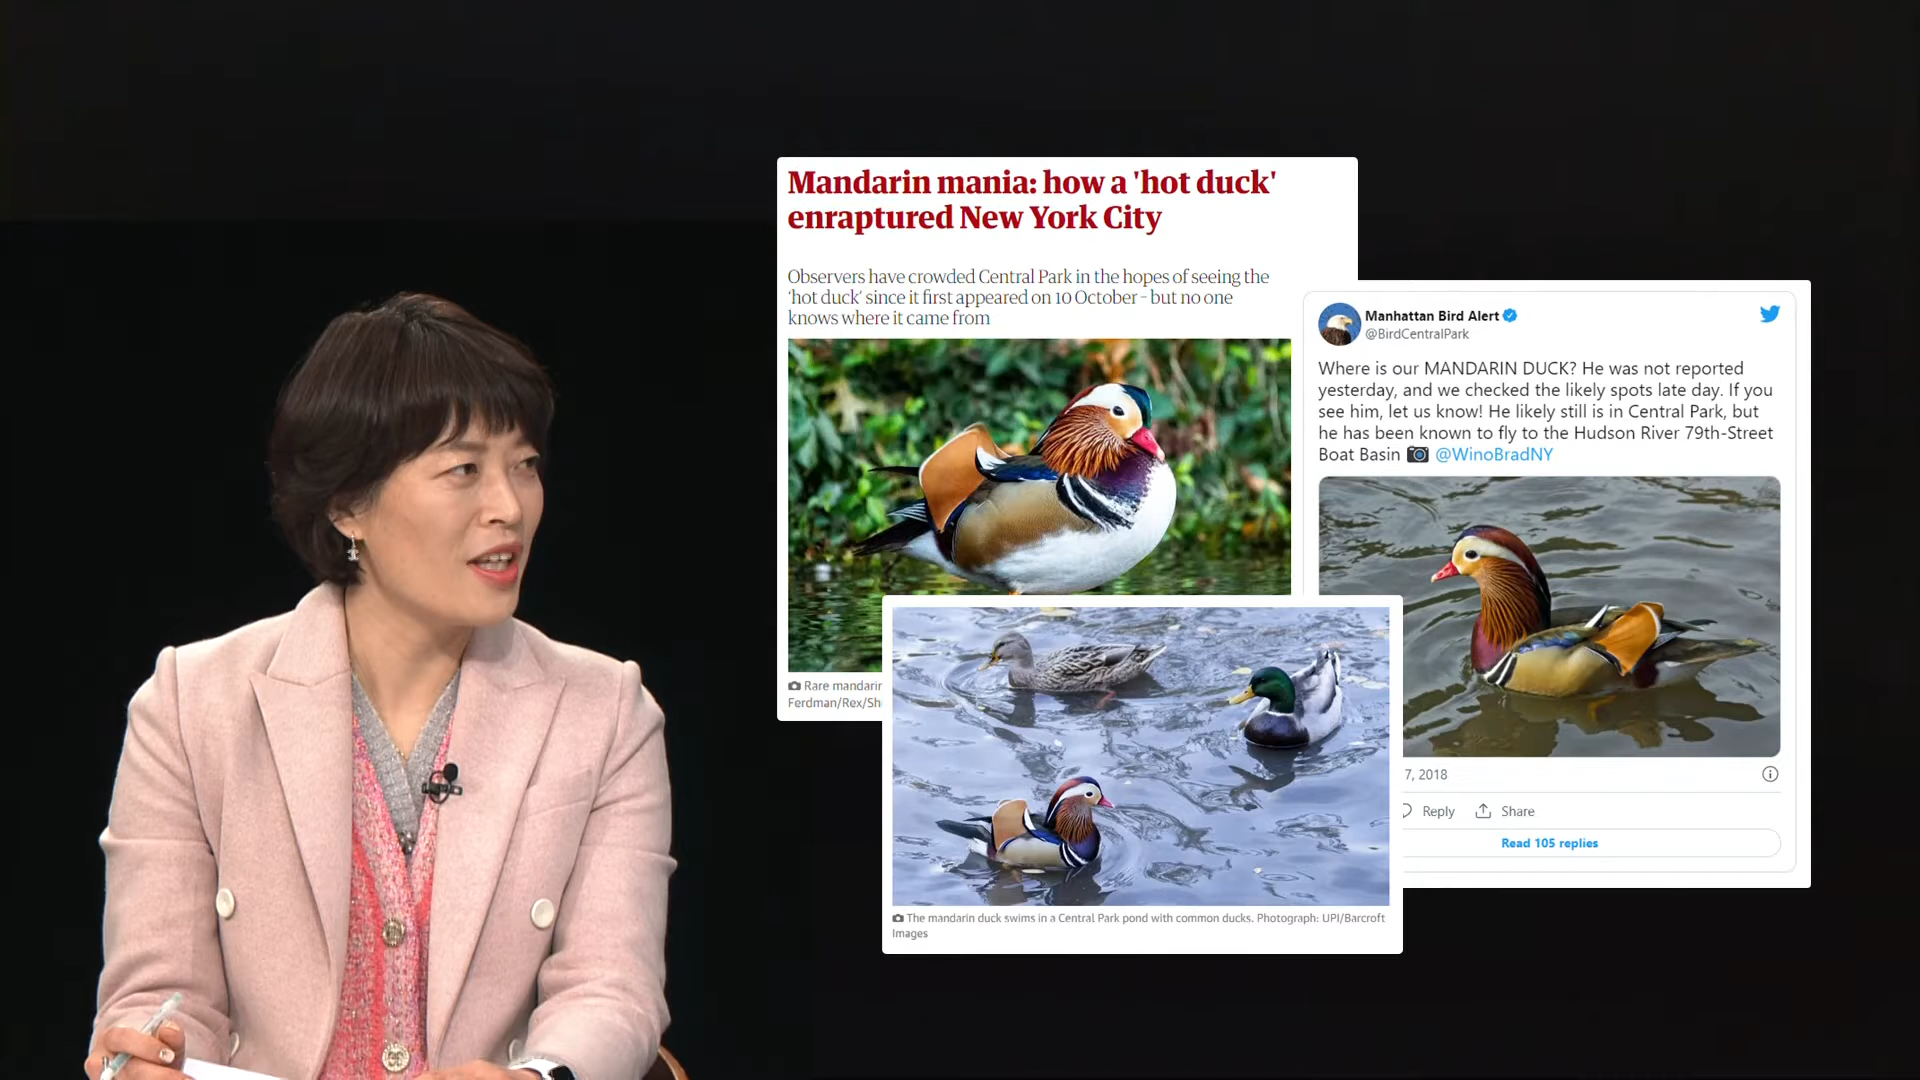 Mandarin mania: how a 'hot duck'
enraptured New York City
Observers have crowded Central Park in the hopes of seeing the
'hot duck' since it first appeared on 10 October – but no one
knows where it came from
Rare mandarin
Ferdman/Rex/Sh
Manhattan Bird Alert
@BirdCentralPark
Where is our MANDARIN DUCK? He was not reported
yesterday, and we checked the likely spots late day. If you
see him, let us know! He likely still is in Central Park, but
he has been known to fly to the Hudson River 79th-Street
Boat Basin 📷 @WinoBradNY
7, 2018
Reply Share
Read 105 replies
The mandarin duck swims in a Central Park pond with common ducks. Photograph: UPI/Barcroft
Images